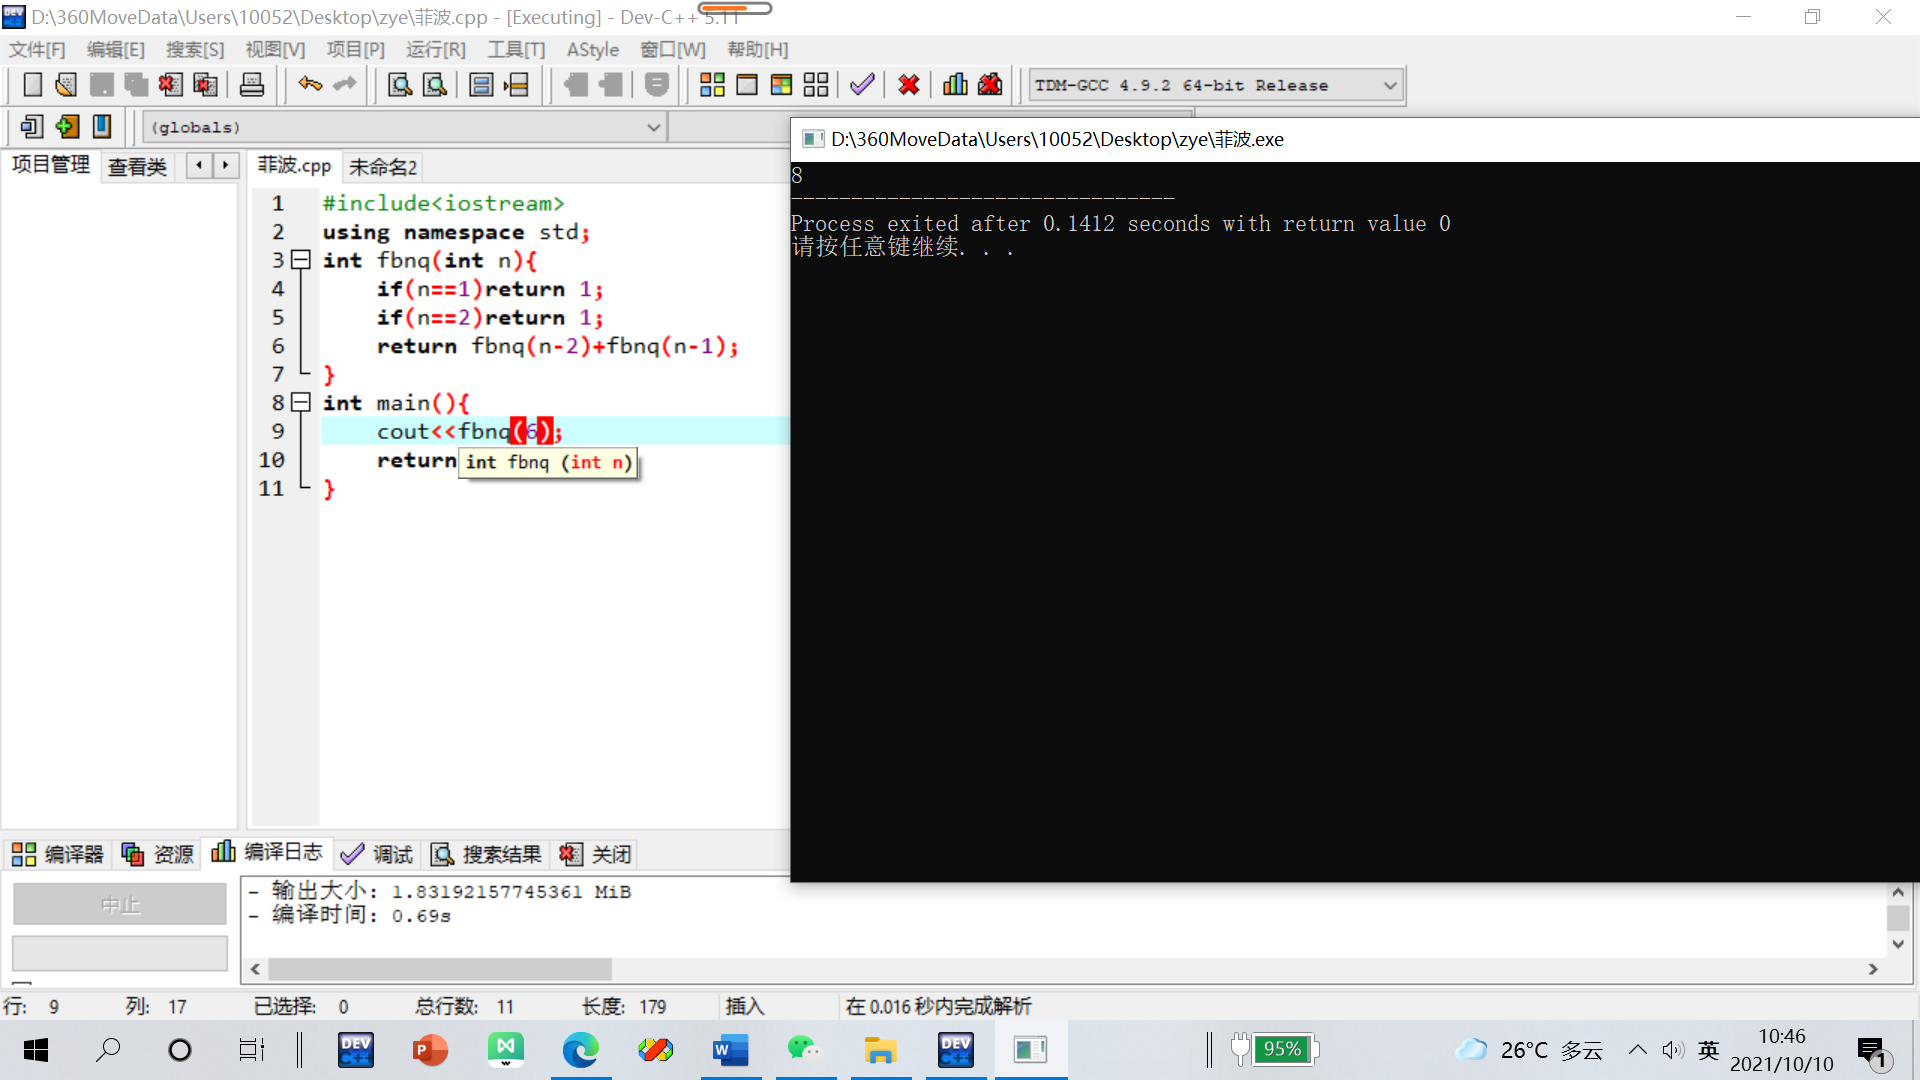 D:\360MoveData\Users\10052\Desktop\zye\菲波.cpp - [Executing] - Dev-C++ 5.11
文件[F] 编辑[E] 搜索[S] 视图[V] 项目[P] 运行[R] 工具[T] AStyle 窗口[W] 帮助[H]
TDM-GCC 4.9.2 64-bit Release
(globals)
项目管理 查看类
菲波.cpp 未命名2
1 #include<iostream>
2 using namespace std;
3 int fbnq(int n){
4 if(n==1)return 1;
5 if(n==2)return 1;
6 return fbnq(n-2)+fbnq(n-1);
7 }
8 int main(){
9 cout<<fbnq(6);
10 return
int fbnq (int n)
11 }
D:\360MoveData\Users\10052\Desktop\zye\菲波.exe
8
--------------------------------
Process exited after 0.1412 seconds with return value 0
请按任意键继续. . .
编译器 资源 编译日志 调试 搜索结果 关闭
中止
- 输出大小: 1.83192157745361 MiB
- 编译时间: 0.69s
行: 9 列: 17 已选择: 0 总行数: 11 长度: 179 插入 在 0.016 秒内完成解析
DEV C++
P
W
DEV C++
95%
26°C 多云
英
10:46
2021/10/10
1